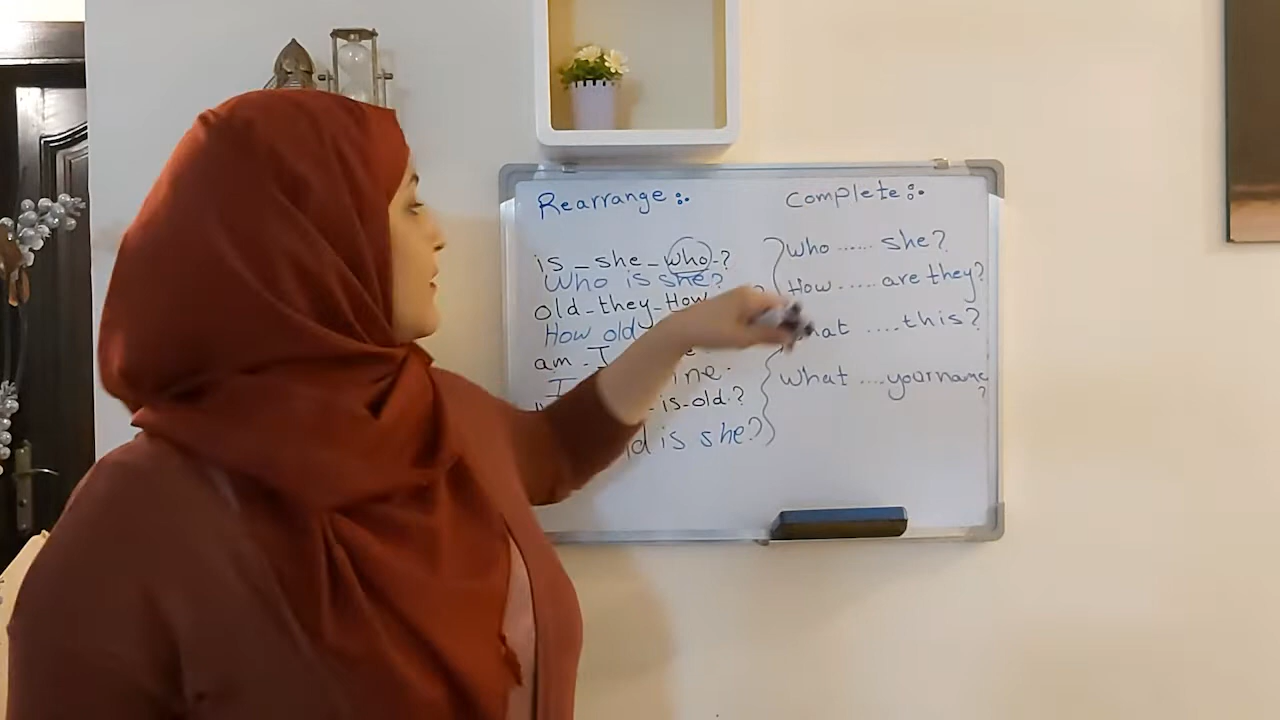 Rearrange:
is - she - who - ?
Who is she?
old - they - How
How old
am - I
I
- is - old. ?
is she?
Complete:
who ...... she?
How ..... are they?
.... this?
what .... your name
?